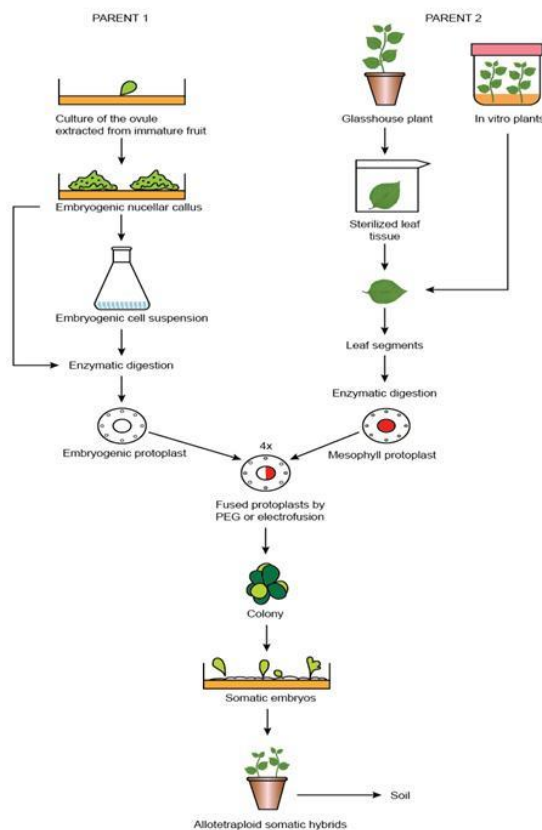 PARENT 1
PARENT 2
Culture of the ovule
extracted from immature fruit
Glasshouse plant
In vitro plants
Embryogenic nucellar callus
Sterilized leaf
tissue
Embryogenic cell suspension
Leaf segments
Enzymatic digestion
Enzymatic digestion
Embryogenic protoplast
4x
Mesophyll protoplast
Fused protoplasts by
PEG or electrofusion
Colony
Somatic embryos
Soil
Allotetraploid somatic hybrids